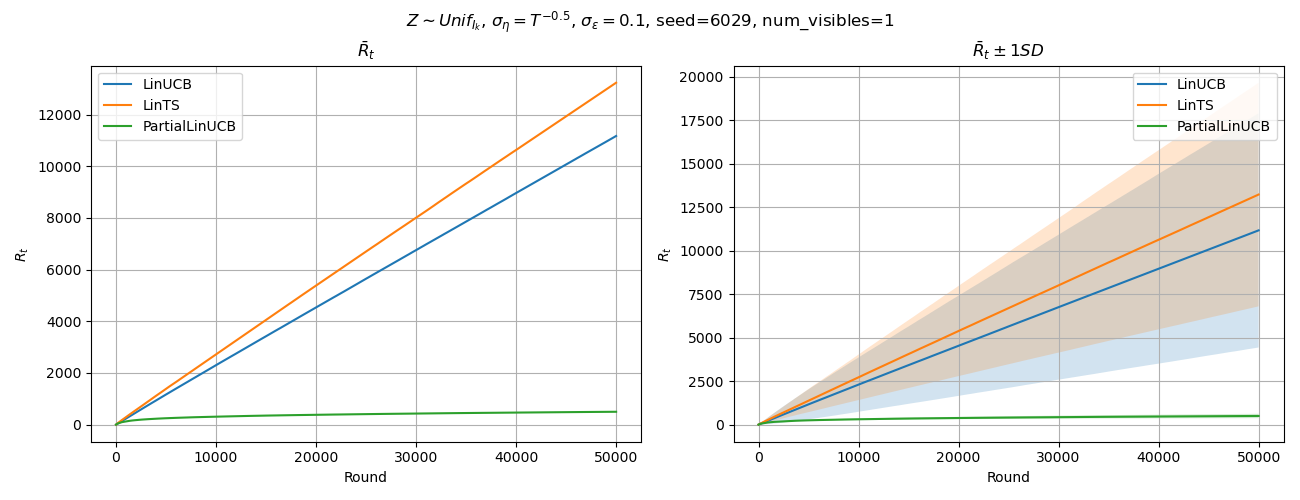 Z ∼ Unif_{I_k}, σ_η = T^{−0.5}, σ_ε = 0.1, seed=6029, num_visibles=1
R̄_t
LinUCB
LinTS
PartialLinUCB
12000
10000
8000
6000
4000
2000
0
R_t
0 10000 20000 30000 40000 50000
Round
R̄_t ± 1SD
LinUCB
LinTS
PartialLinUCB
20000
17500
15000
12500
10000
7500
5000
2500
0
R_t
0 10000 20000 30000 40000 50000
Round